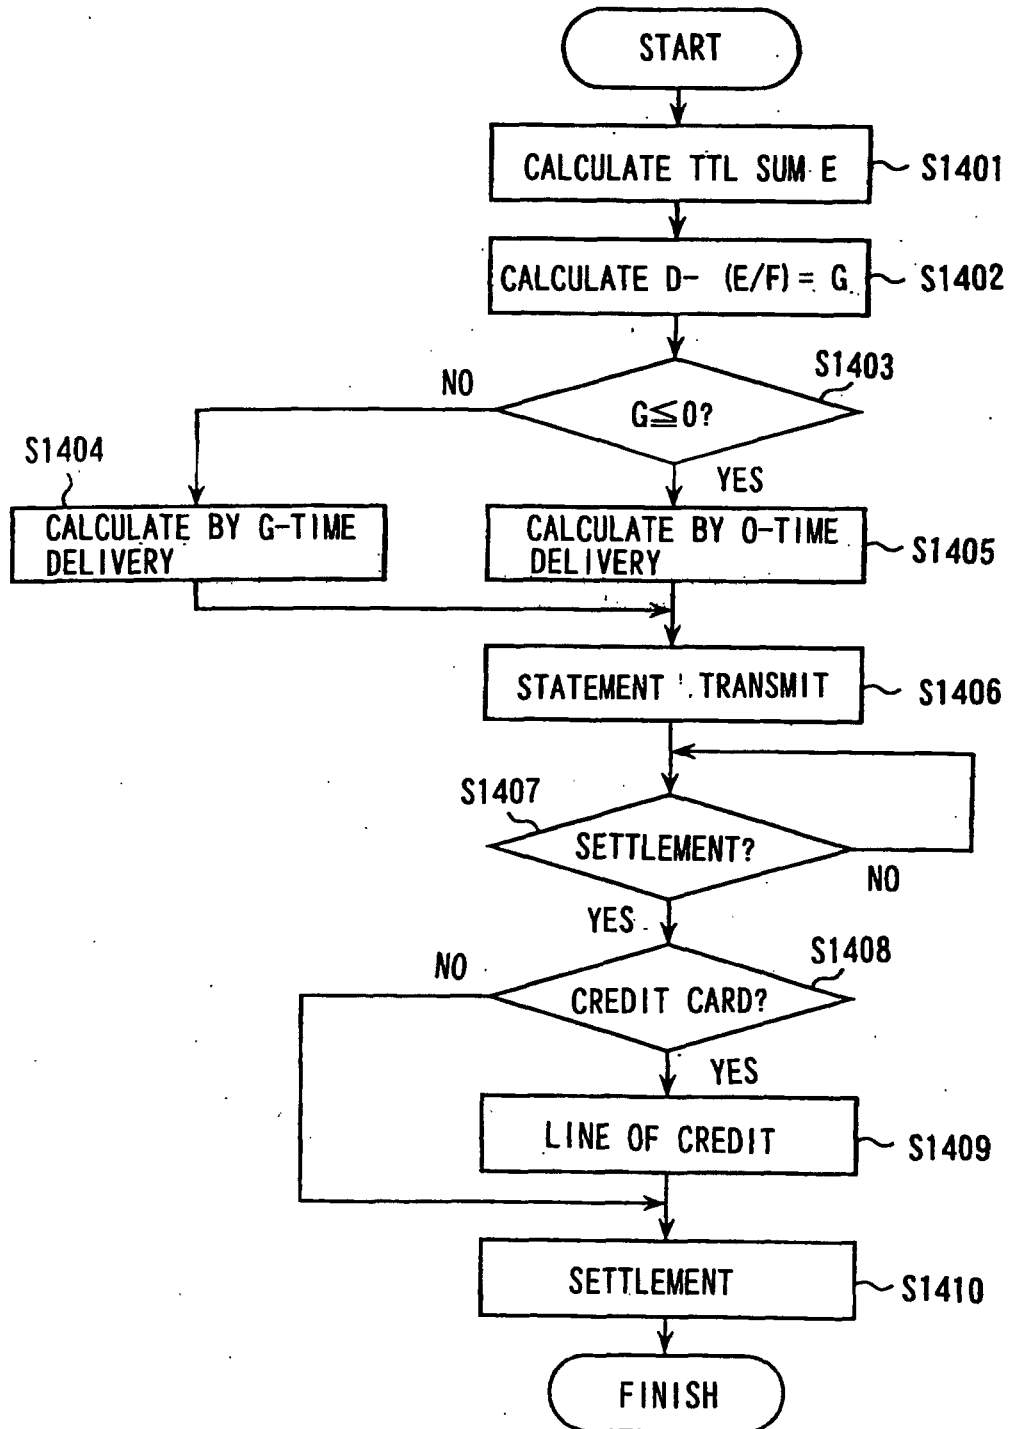 START
CALCULATE TTL SUM E
S1401
CALCULATE D- (E/F) = G
S1402
S1403
NO
G≦0?
S1404
YES
CALCULATE BY G-TIME
DELIVERY
CALCULATE BY 0-TIME
DELIVERY
S1405
STATEMENT TRANSMIT
S1406
S1407
SETTLEMENT?
NO
YES
S1408
NO
CREDIT CARD?
YES
LINE OF CREDIT
S1409
SETTLEMENT
S1410
FINISH